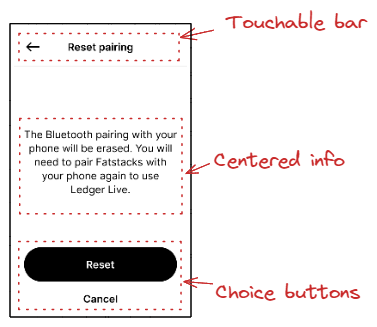 Touchable bar
Reset pairing
The Bluetooth pairing with your
phone will be erased. You will
need to pair Fatstacks with
your phone again to use
Ledger Live.
Centered info
Reset
Choice buttons
Cancel